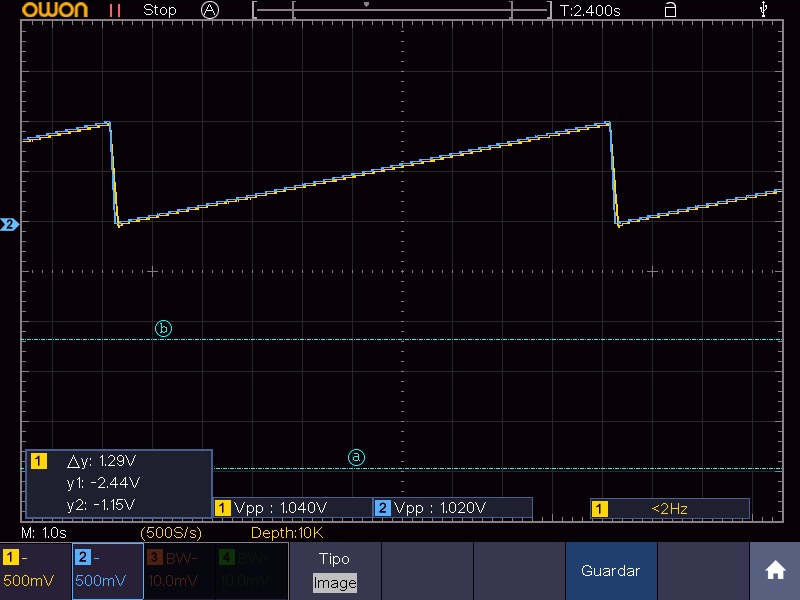 owon Stop A T:2.400s
2
b
a
1 △y: 1.29V
y1: -2.44V
y2: -1.15V
1 Vpp : 1.040V 2 Vpp : 1.020V 1 <2Hz
M: 1.0s (500S/s) Depth:10K
1 - 2 - 3 BW- 4 BW- Tipo
500mV 500mV 10.0mV 10.0mV Image Guardar